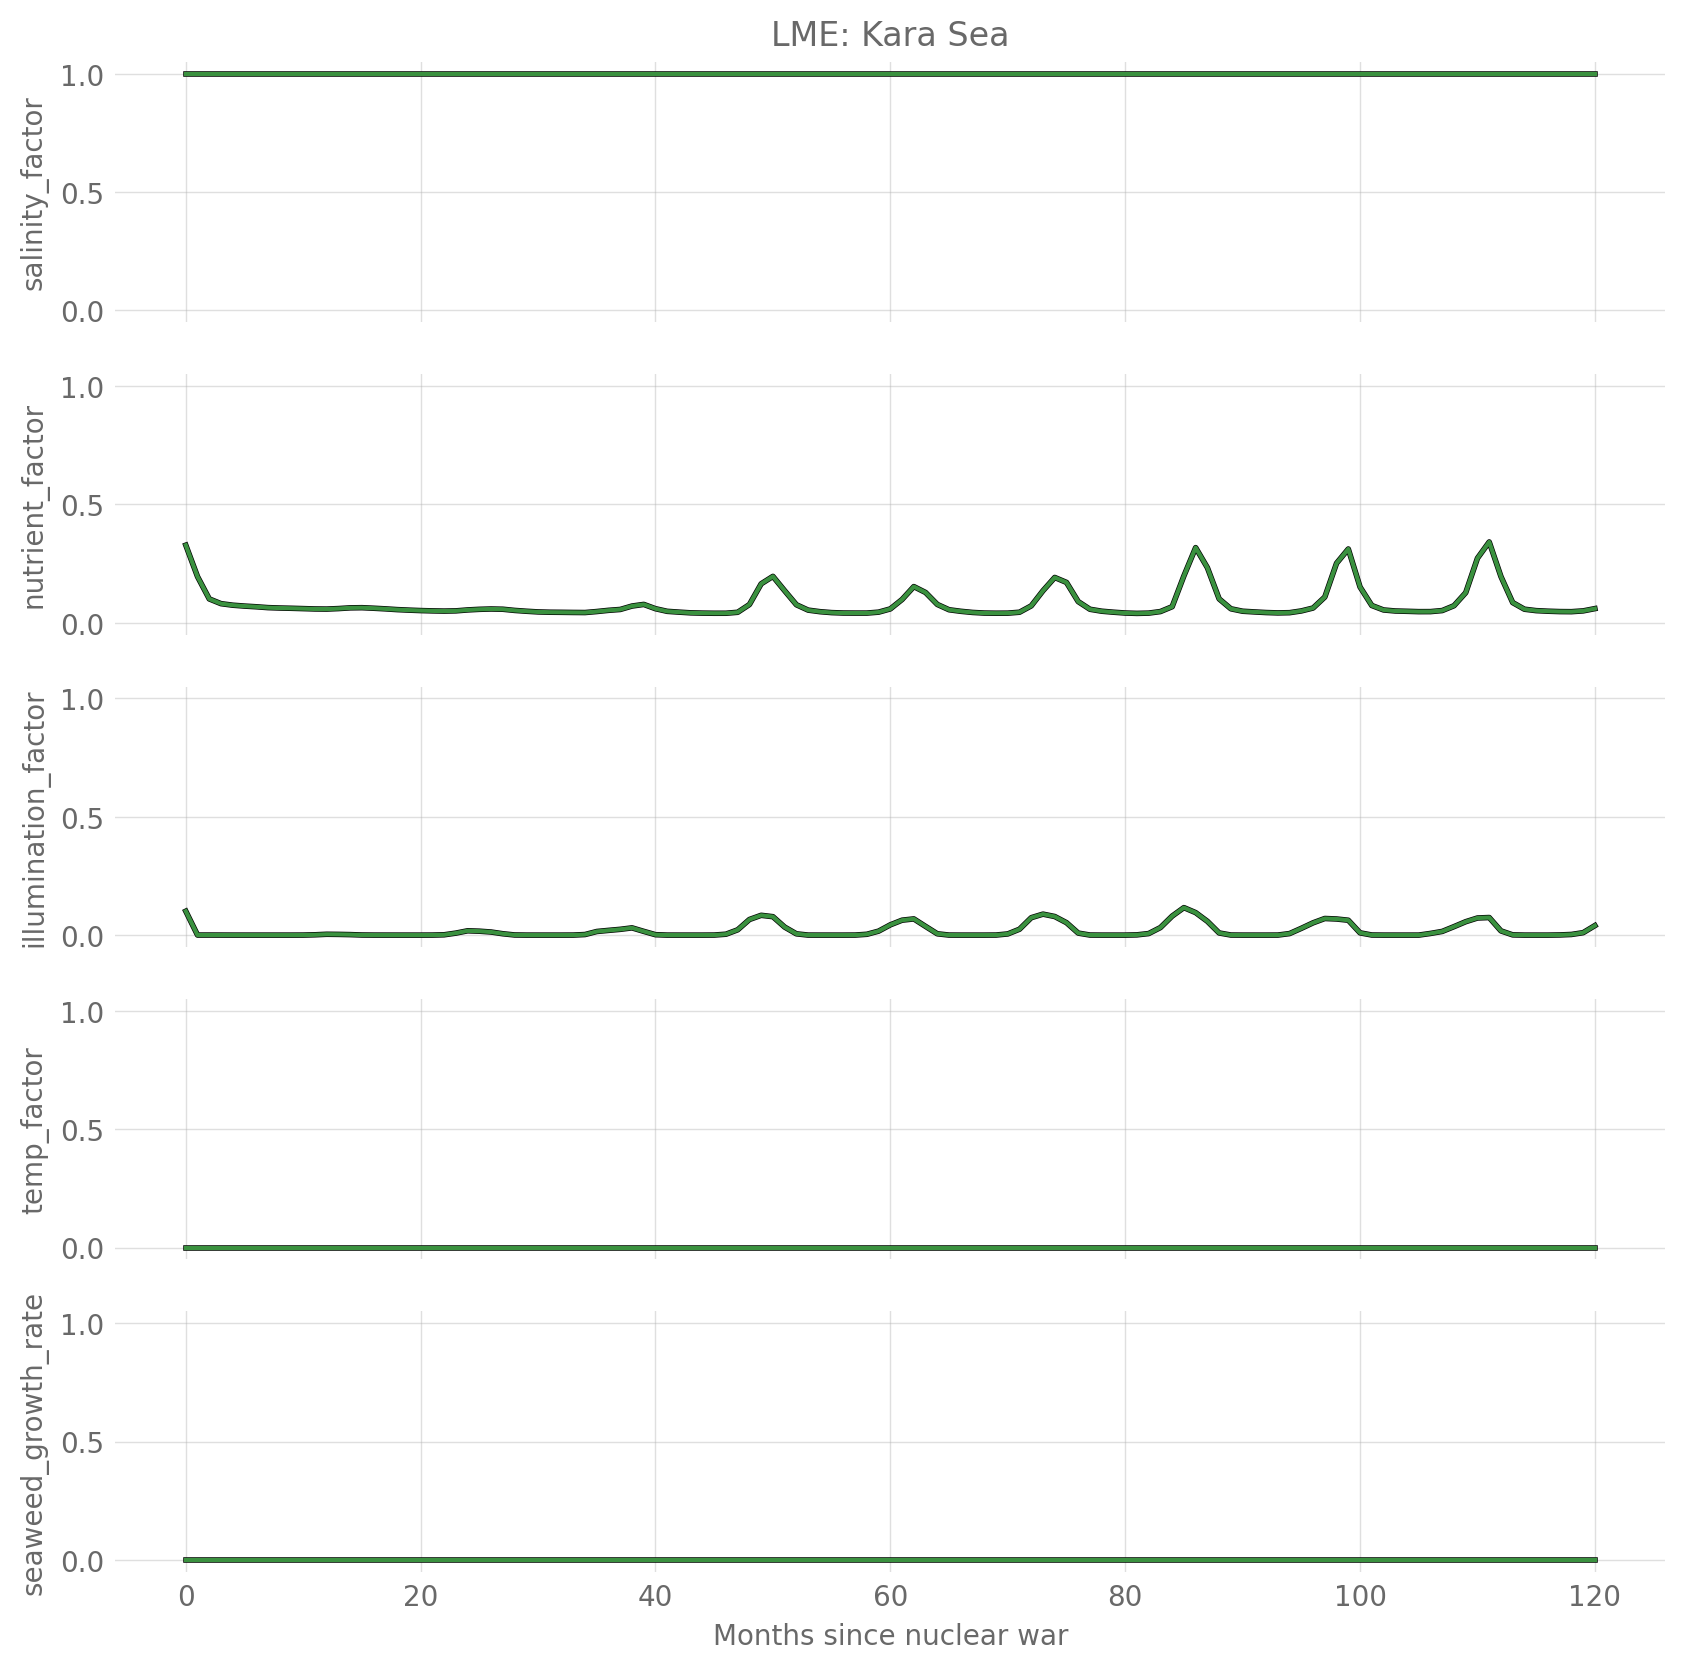 LME: Kara Sea
1.0
0.5
0.0
salinity_factor
1.0
0.5
0.0
nutrient_factor
1.0
0.5
0.0
illumination_factor
1.0
0.5
0.0
temp_factor
1.0
0.5
0.0
seaweed_growth_rate
0 20 40 60 80 100 120
Months since nuclear war